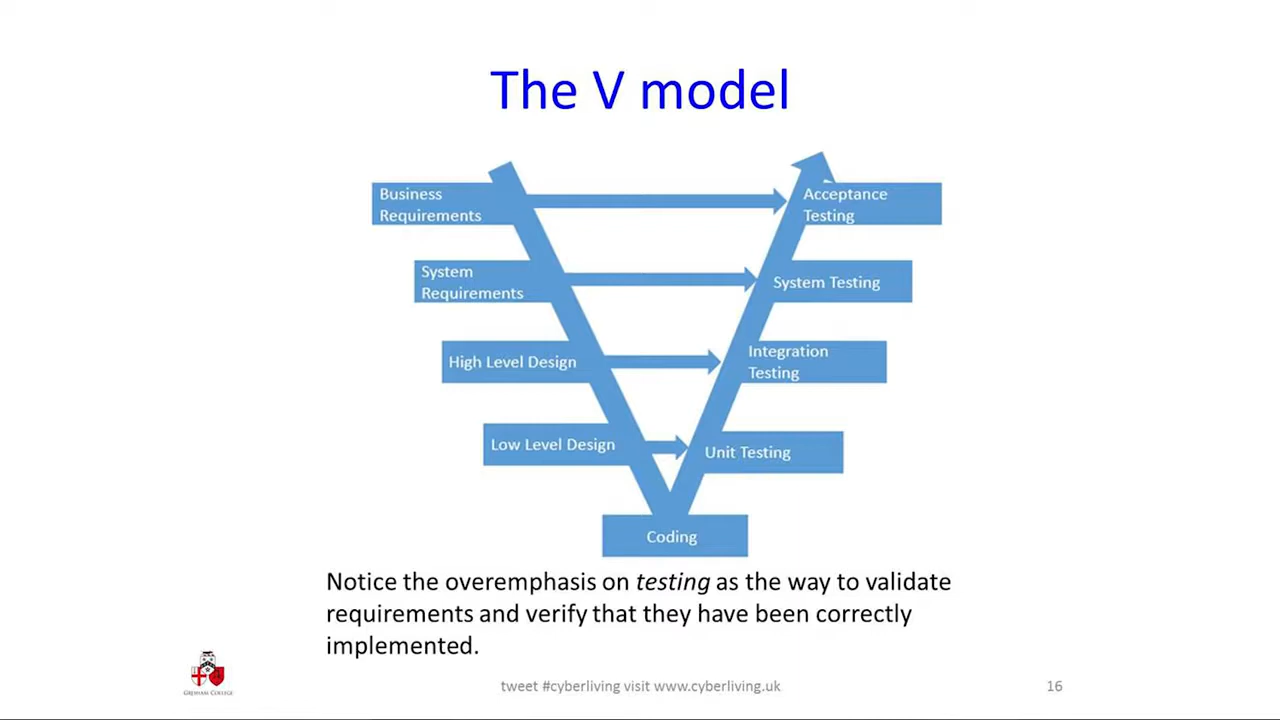 The V model
Business
Requirements
Acceptance
Testing
System
Requirements
System Testing
High Level Design
Integration
Testing
Low Level Design
Unit Testing
Coding
Notice the overemphasis on testing as the way to validate
requirements and verify that they have been correctly
implemented.
GRESHAM COLLEGE
tweet #cyberliving visit www.cyberliving.uk
16